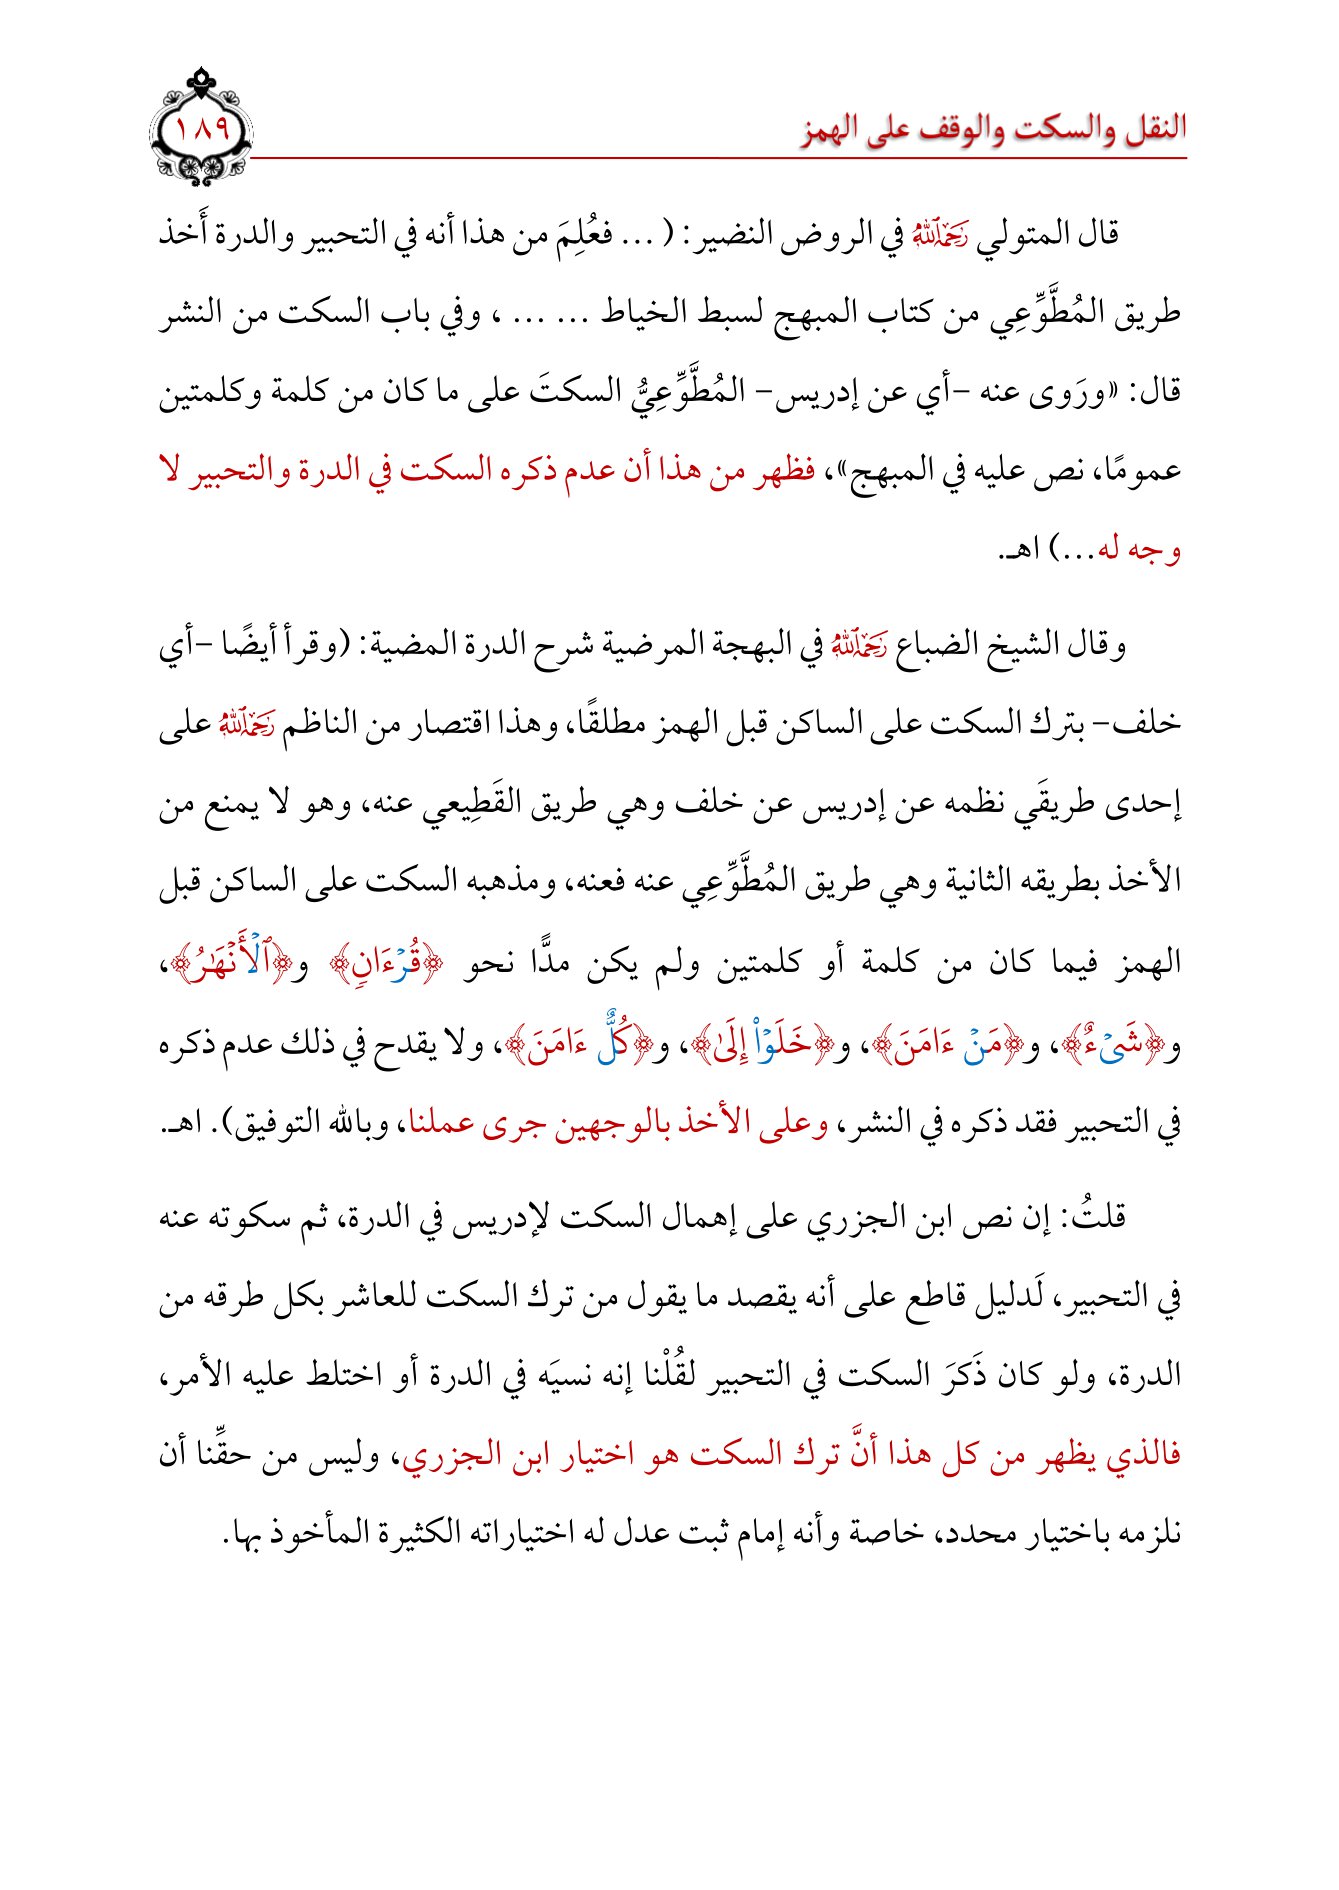 النقل والسكت والوقف على الهمز
١٨٩
قال المتولي رَحِمَهُ ٱللَّهُ في الروض النضير: ( ... فعُلِمَ من هذا أنه في التحبير والدرة أَخذ
طريق المُطَّوِّعِي من كتاب المبهج لسبط الخياط ... ... ، وفي باب السكت من النشر
قال: «ورَوى عنه -أي عن إدريس- المُطَّوِّعِيُّ السكتَ على ما كان من كلمة وكلمتين
عمومًا، نص عليه في المبهج»، فظهر من هذا أن عدم ذكره السكت في الدرة والتحبير لا
وجه له...) اهـ.
وقال الشيخ الضباع رَحِمَهُ ٱللَّهُ في البهجة المرضية شرح الدرة المضية: (وقرأ أيضًا -أي
خلف- بترك السكت على الساكن قبل الهمز مطلقًا، وهذا اقتصار من الناظم رَحِمَهُ ٱللَّهُ على
إحدى طريقَي نظمه عن إدريس عن خلف وهي طريق القَطِيعي عنه، وهو لا يمنع من
الأخذ بطريقه الثانية وهي طريق المُطَّوِّعِي عنه فعنه، ومذهبه السكت على الساكن قبل
الهمز فيما كان من كلمة أو كلمتين ولم يكن مدًّا نحو ﴿قُرۡءَانٖ﴾ و﴿ٱلۡأَنۡهَٰرُ﴾،
و﴿شَيۡءٌ﴾، و﴿مَنۡ ءَامَنَ﴾، و﴿خَلَوۡاْ إِلَىٰ﴾، و﴿كُلٌّ ءَامَنَ﴾، ولا يقدح في ذلك عدم ذكره
في التحبير فقد ذكره في النشر، وعلى الأخذ بالوجهين جرى عملنا، وبالله التوفيق). اهـ.
قلتُ: إن نص ابن الجزري على إهمال السكت لإدريس في الدرة، ثم سكوته عنه
في التحبير، لَدليل قاطع على أنه يقصد ما يقول من ترك السكت للعاشر بكل طرقه من
الدرة، ولو كان ذَكرَ السكت في التحبير لقُلْنا إنه نسيَه في الدرة أو اختلط عليه الأمر،
فالذي يظهر من كل هذا أنَّ ترك السكت هو اختيار ابن الجزري، وليس من حقِّنا أن
نلزمه باختيار محدد، خاصة وأنه إمام ثبت عدل له اختياراته الكثيرة المأخوذ بها.